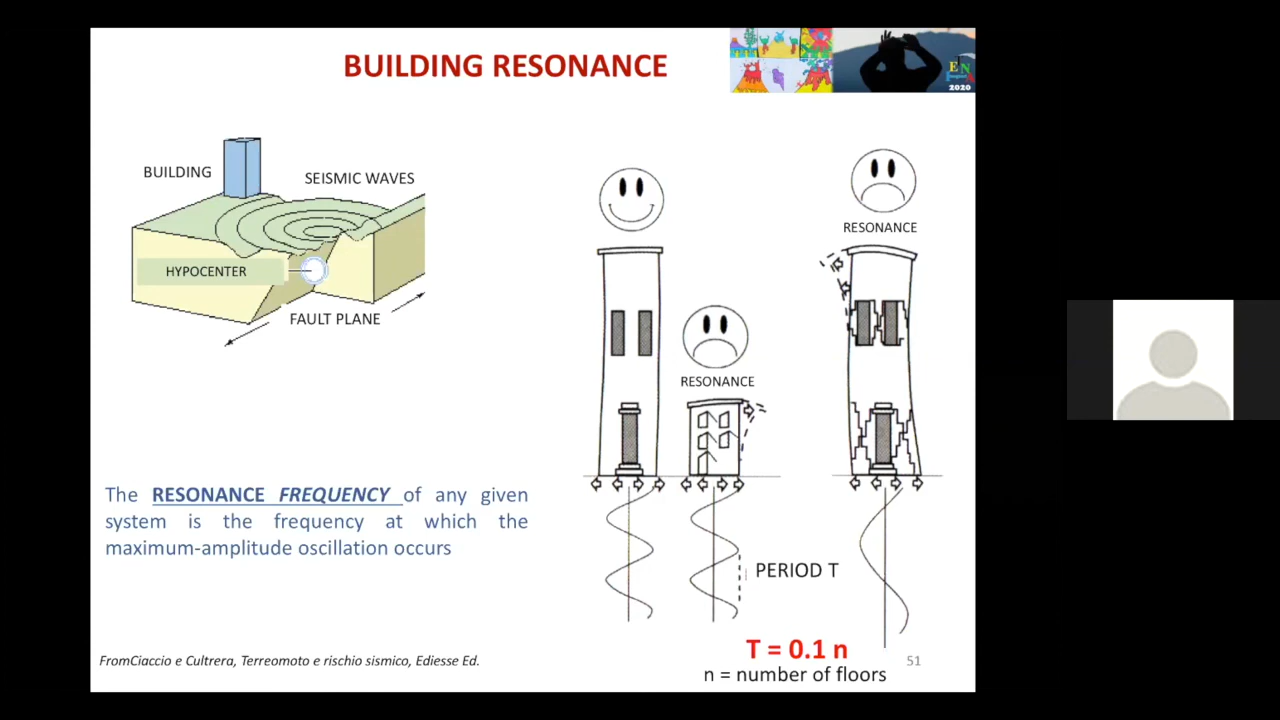 BUILDING RESONANCE
E N
2020
BUILDING
SEISMIC WAVES
HYPOCENTER
FAULT PLANE
RESONANCE
RESONANCE
The RESONANCE FREQUENCY of any given
system is the frequency at which the
maximum-amplitude oscillation occurs
PERIOD T
T = 0.1 n
n = number of floors
FromCiaccio e Cultrera, Terreomoto e rischio sismico, Ediesse Ed.
51